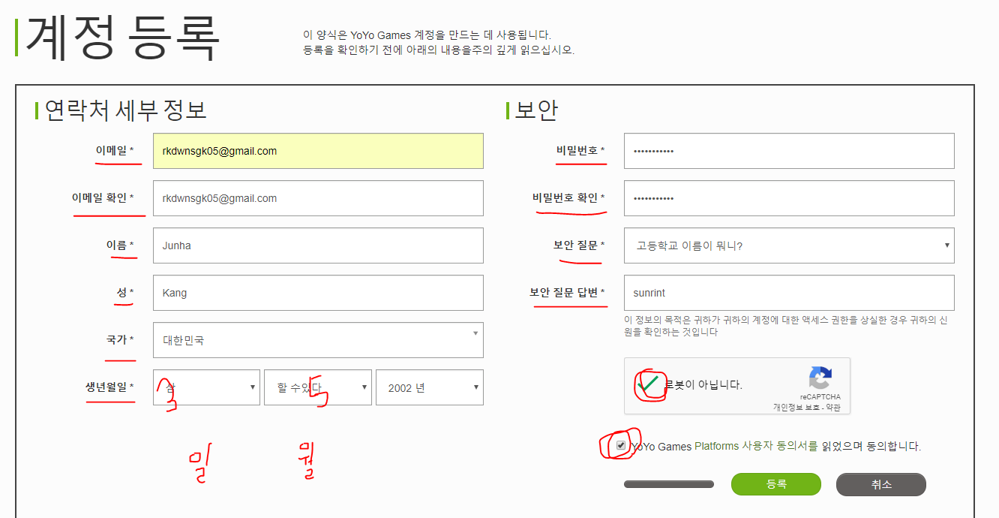 계정 등록
이 양식은 YoYo Games 계정을 만드는 데 사용됩니다.
등록을 확인하기 전에 아래의 내용을주의 깊게 읽으십시오.
연락처 세부 정보
이메일 * rkdwnsgk05@gmail.com
이메일 확인 * rkdwnsgk05@gmail.com
이름 * Junha
성 * Kang
국가 * 대한민국
생년월일 * 삼 3 할 수있다 5 2002 년
일 월
보안
비밀번호 * •••••••••••
비밀번호 확인 * •••••••••••
보안 질문 * 고등학교 이름이 뭐니?
보안 질문 답변 * sunrint
이 정보의 목적은 귀하가 귀하의 계정에 대한 액세스 권한을 상실한 경우 귀하의 신
원을 확인하는 것입니다
로봇이 아닙니다.
reCAPTCHA
개인정보 보호 - 약관
YoYo Games Platforms 사용자 동의서를 읽었으며 동의합니다.
등록 취소